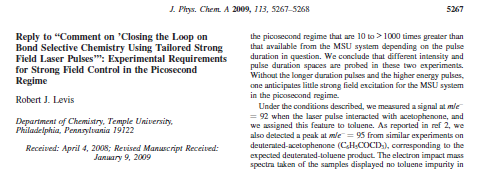 J. Phys. Chem. A 2009, 113, 5267–5268
5267
Reply to “Comment on ’Closing the Loop on
Bond Selective Chemistry Using Tailored Strong
Field Laser Pulses’”: Experimental Requirements
for Strong Field Control in the Picosecond
Regime
Robert J. Levis
Department of Chemistry, Temple University,
Philadelphia, Pennsylvania 19122
Received: April 4, 2008; Revised Manuscript Received:
January 9, 2009
the picosecond regime that are 10 to >1000 times greater than
that available from the MSU system depending on the pulse
duration in question. We conclude that different intensity and
pulse duration spaces are probed in these two experiments.
Without the longer duration pulses and the higher energy pulses,
one anticipates little strong field excitation for the MSU system
in the picosecond regime.
Under the conditions described, we measured a signal at m/e
= 92 when the laser pulse interacted with acetophenone, and
we assigned this feature to toluene. As reported in ref 2, we
also detected a peak at m/e = 95 from similar experiments on
deuterated-acetophenone (C₆H₅COCD₃), corresponding to the
expected deuterated-toluene product. The electron impact mass
spectra taken of the samples displayed no toluene impurity in